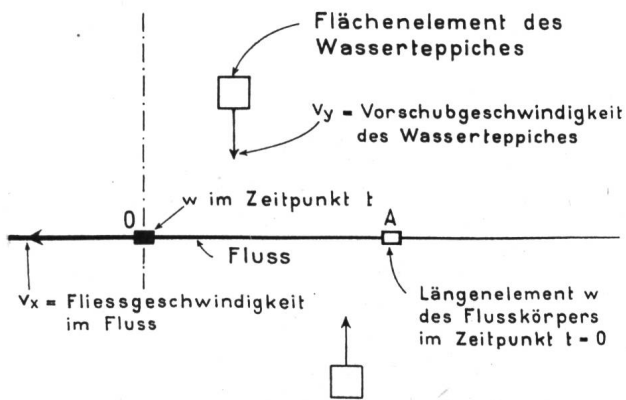 Flächenelement des
Wasserteppiches
Vy = Vorschubgeschwindigkeit
des Wasserteppiches
w im Zeitpunkt t
O
A
Fluss
Vx = Fliessgeschwindigkeit
im Fluss
Längenelement w
des Flusskörpers
im Zeitpunkt t = 0